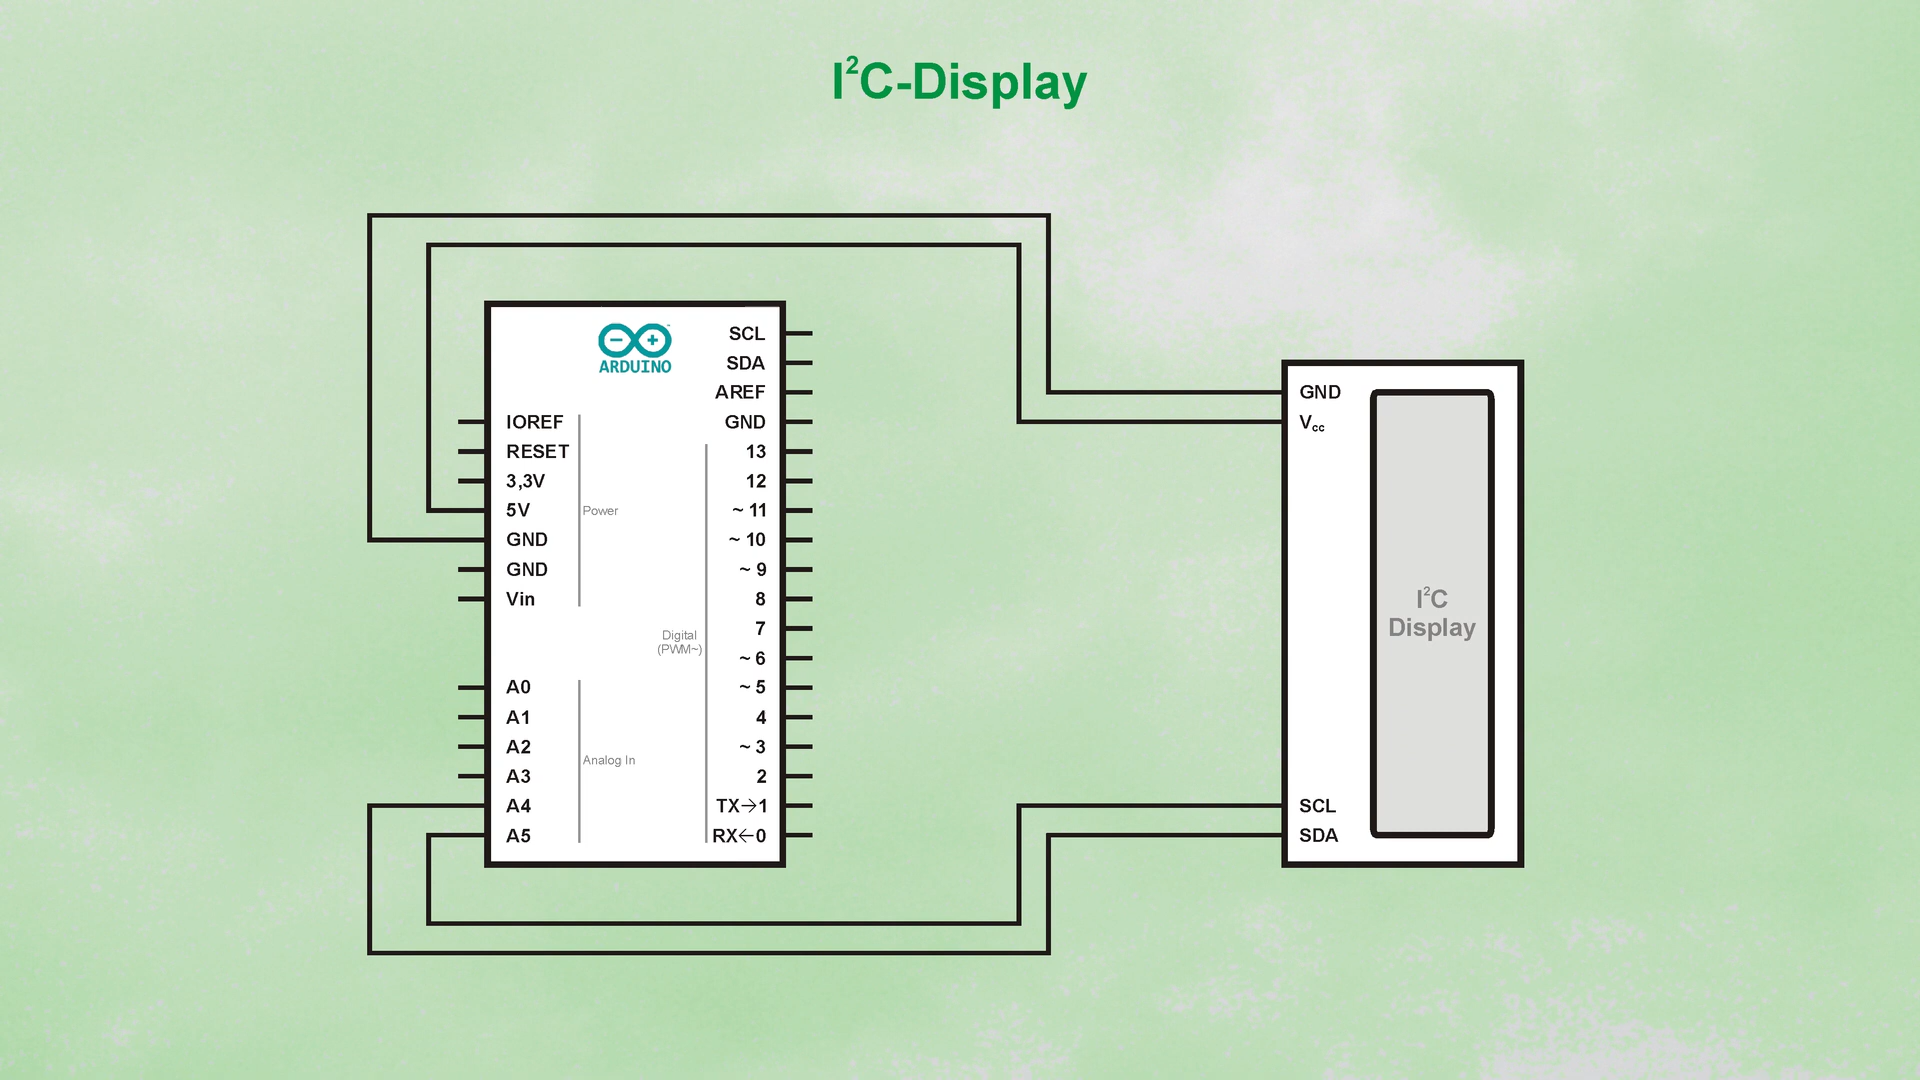 I²C-Display
ARDUINO
SCL
SDA
AREF
GND
13
12
~ 11
~ 10
~ 9
8
7
~ 6
~ 5
4
~ 3
2
TX→1
RX←0
IOREF
RESET
3,3V
5V
GND
GND
Vin
Power
Digital
(PWM~)
A0
A1
A2
A3
A4
A5
Analog In
GND
Vcc
SCL
SDA
I²C
Display